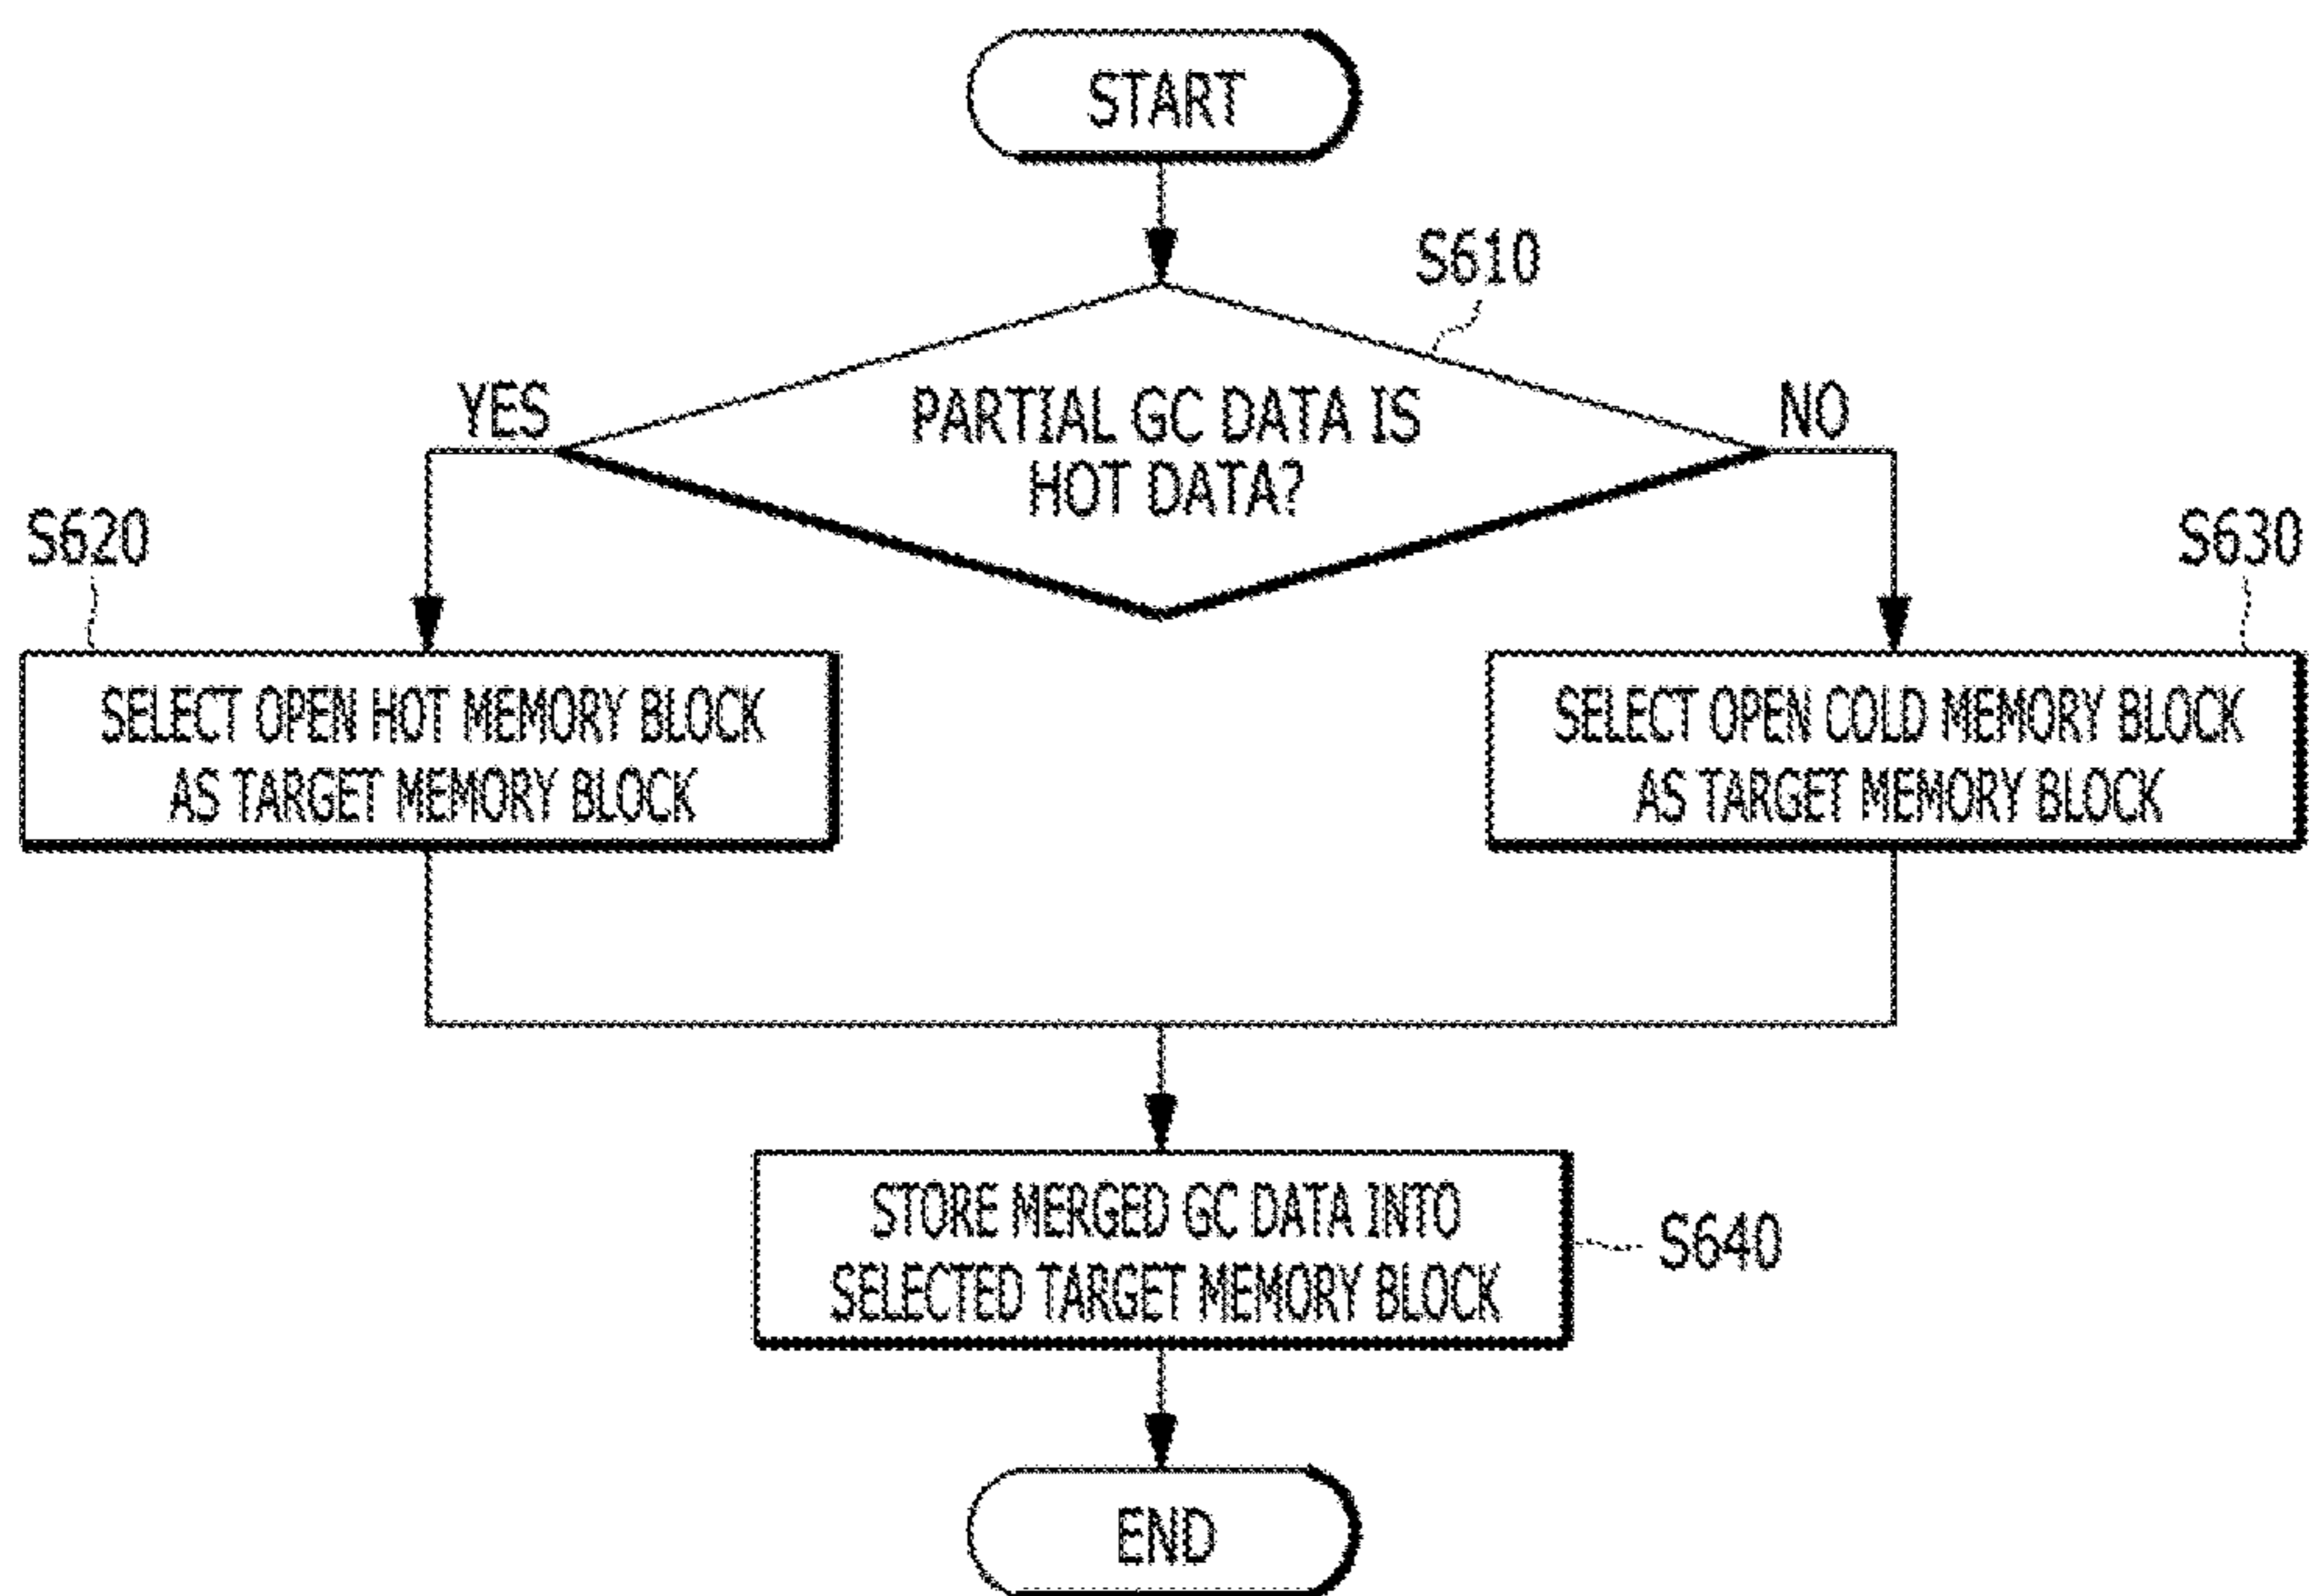 START
S610
YES
PARTIAL GC DATA IS
HOT DATA?
NO
S620
S630
SELECT OPEN HOT MEMORY BLOCK
AS TARGET MEMORY BLOCK
SELECT OPEN COLD MEMORY BLOCK
AS TARGET MEMORY BLOCK
STORE MERGED GC DATA INTO
SELECTED TARGET MEMORY BLOCK
S640
END